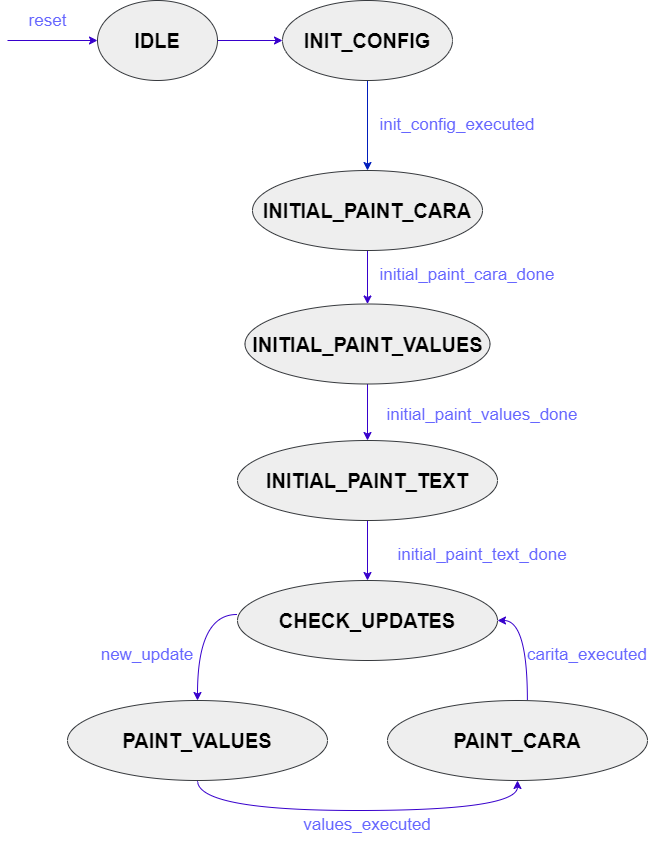 reset
IDLE
INIT_CONFIG
init_config_executed
INITIAL_PAINT_CARA
initial_paint_cara_done
INITIAL_PAINT_VALUES
initial_paint_values_done
INITIAL_PAINT_TEXT
initial_paint_text_done
CHECK_UPDATES
new_update
carita_executed
PAINT_VALUES
PAINT_CARA
values_executed